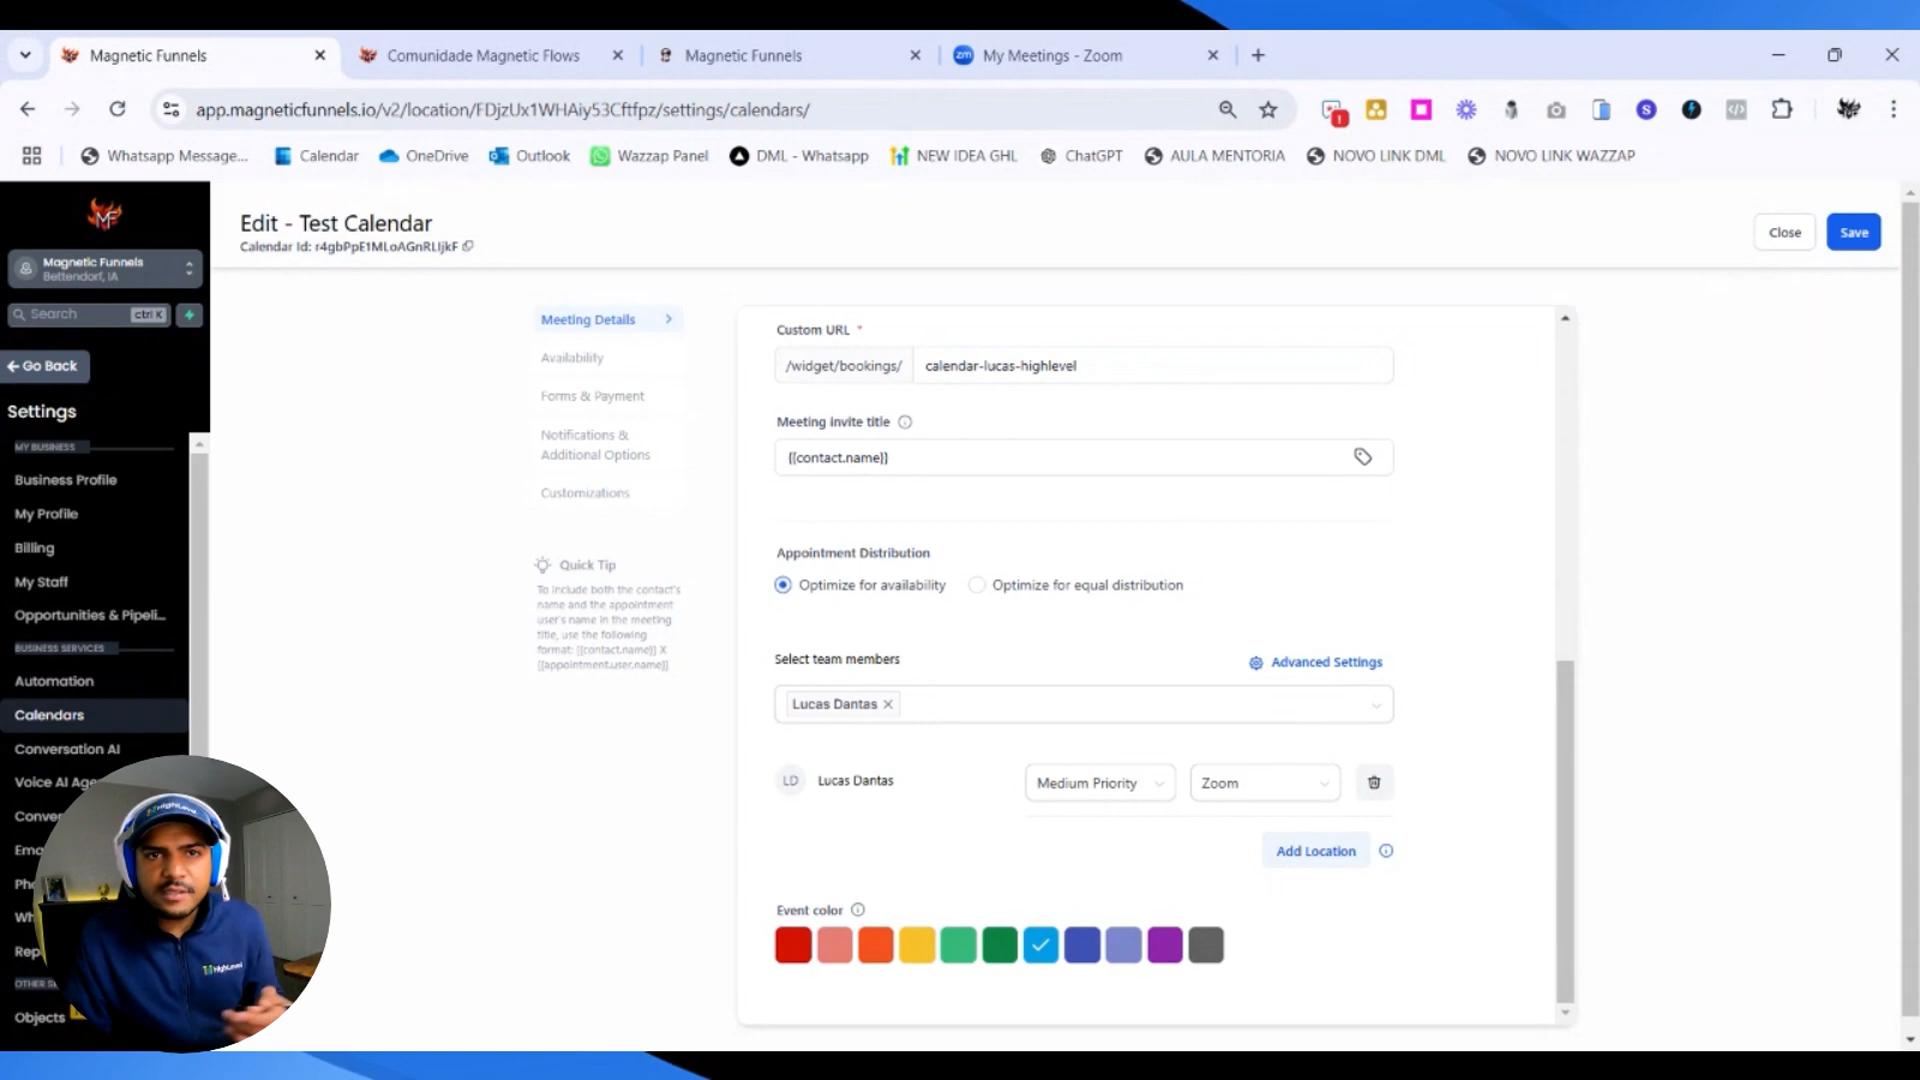 Magnetic Funnels
Comunidade Magnetic Flows
Magnetic Funnels
zm My Meetings - Zoom
app.magneticfunnels.io/v2/location/FDjzUx1WHAiy53Cftfpz/settings/calendars/
Whatsapp Message...
Calendar
OneDrive
Outlook
Wazzap Panel
DML - Whatsapp
NEW IDEA GHL
ChatGPT
AULA MENTORIA
NOVO LINK DML
NOVO LINK WAZZAP
MF
Magnetic Funnels
Bettendorf, IA
Search ctrl K
Go Back
Settings
MY BUSINESS
Business Profile
My Profile
Billing
My Staff
Opportunities & Pipeli...
BUSINESS SERVICES
Automation
Calendars
Conversation AI
Voice AI Age
Conver
Ema
Pho
Wh
Rep
OTHER S
Objects
HighLevel
HighLevel
Edit - Test Calendar
Calendar Id: r4gbPpE1MLoAGnRLIjkF
Close
Save
Meeting Details
Availability
Forms & Payment
Notifications &
Additional Options
Customizations
Quick Tip
To include both the contact's
name and the appointment
user's name in the meeting
title, use the following
format: {{contact.name}} X
{{appointment.user.name}}
Custom URL *
/widget/bookings/ calendar-lucas-highlevel
Meeting invite title
{{contact.name}}
Appointment Distribution
Optimize for availability
Optimize for equal distribution
Select team members
Advanced Settings
Lucas Dantas
LD Lucas Dantas
Medium Priority
Zoom
Add Location
Event color